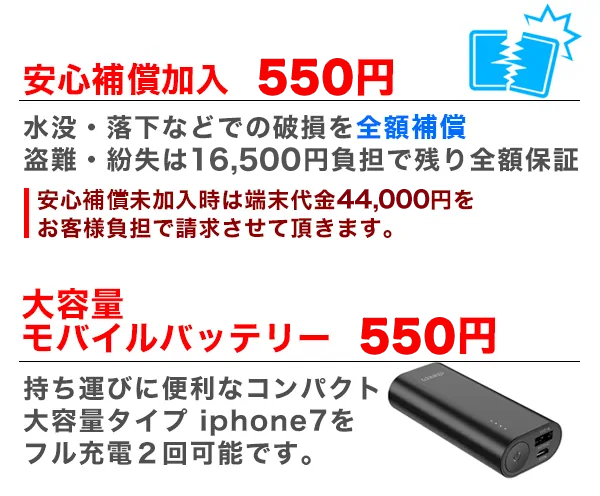 安心補償加入 550円
水没・落下などでの破損を全額補償
盗難・紛失は16,500円負担で残り全額保証
安心補償未加入時は端末代金44,000円を
お客様負担で請求させて頂きます。
大容量
モバイルバッテリー 550円
持ち運びに便利なコンパクト
大容量タイプ iphone7を
フル充電２回可能です。